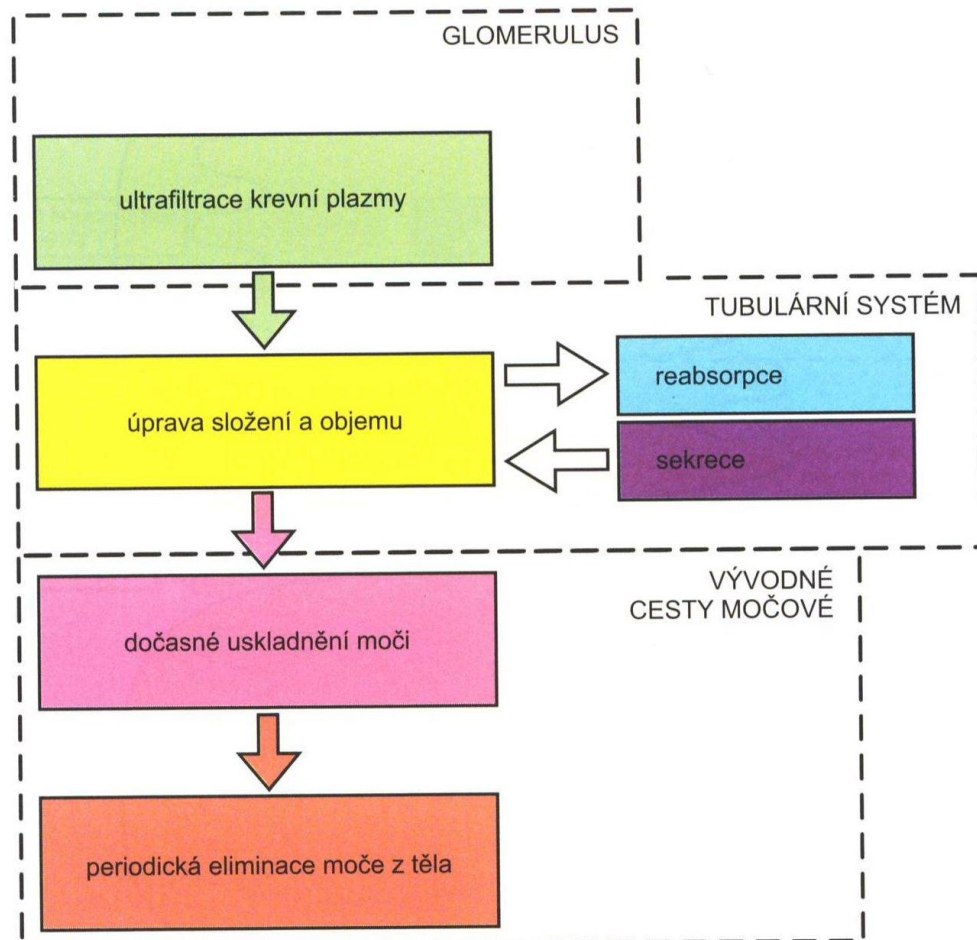 GLOMERULUS
ultrafiltrace krevní plazmy
TUBULÁRNÍ SYSTÉM
úprava složení a objemu
reabsorpce
sekrece
VÝVODNÉ
CESTY MOČOVÉ
dočasné uskladnění moči
periodická eliminace moče z těla